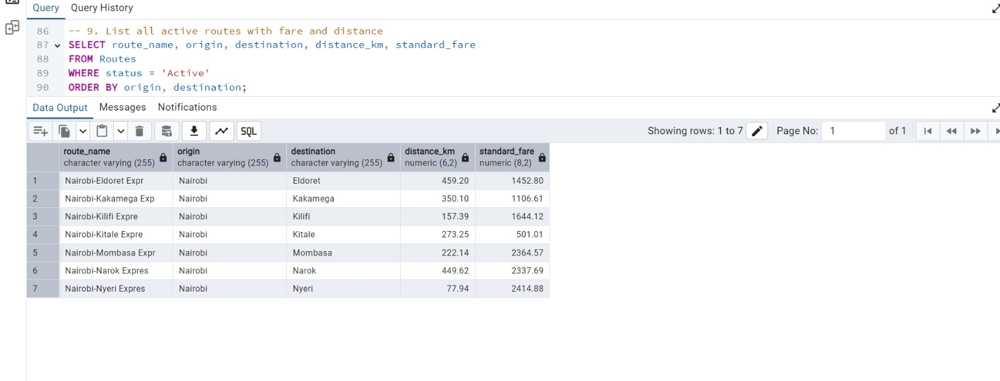 Query Query History
86 -- 9. List all active routes with fare and distance
87 SELECT route_name, origin, destination, distance_km, standard_fare
88 FROM Routes
89 WHERE status = 'Active'
90 ORDER BY origin, destination;
Data Output Messages Notifications
SQL Showing rows: 1 to 7 Page No: 1 of 1
route_name origin destination distance_km standard_fare
character varying (255) character varying (255) character varying (255) numeric (6,2) numeric (8,2)
1 Nairobi-Eldoret Expr Nairobi Eldoret 459.20 1452.80
2 Nairobi-Kakamega Exp Nairobi Kakamega 350.10 1106.61
3 Nairobi-Kilifi Expre Nairobi Kilifi 157.39 1644.12
4 Nairobi-Kitale Expre Nairobi Kitale 273.25 501.01
5 Nairobi-Mombasa Expr Nairobi Mombasa 222.14 2364.57
6 Nairobi-Narok Expres Nairobi Narok 449.62 2337.69
7 Nairobi-Nyeri Expres Nairobi Nyeri 77.94 2414.88